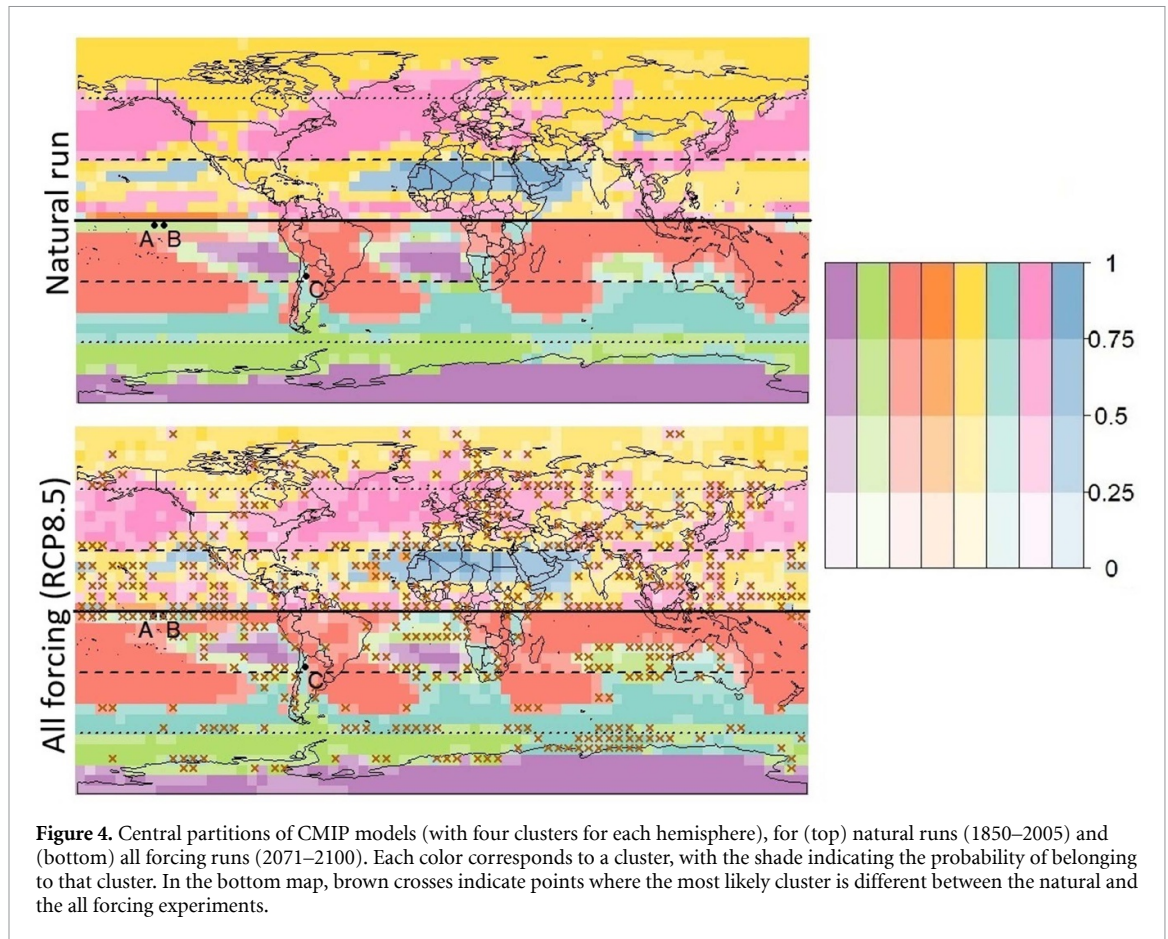 Natural run
A B
C
1
0.75
0.5
0.25
0
All forcing (RCP8.5)
A B
C
Figure 4. Central partitions of CMIP models (with four clusters for each hemisphere), for (top) natural runs (1850–2005) and
(bottom) all forcing runs (2071–2100). Each color corresponds to a cluster, with the shade indicating the probability of belonging
to that cluster. In the bottom map, brown crosses indicate points where the most likely cluster is different between the natural and
the all forcing experiments.